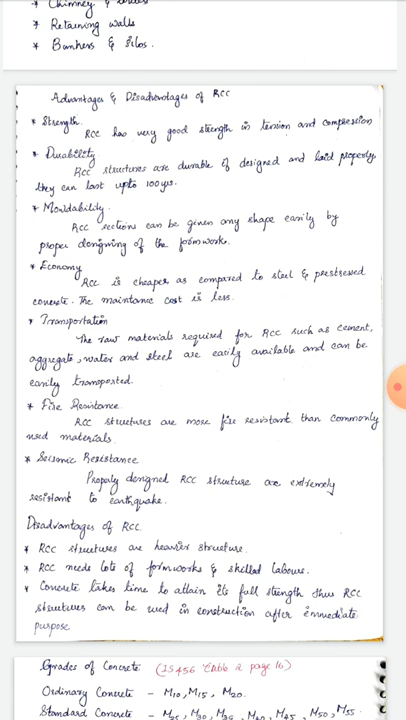 * Chimney &
* Retaining walls
* Bunkers & Silos.
Advantages & Disadvantages of RCC
* Strength.
RCC has very good strength in tension and compression
* Durability
RCC structures are durable if designed and laid properly,
they can last upto 100yrs.
* Mouldability.
RCC sections can be given any shape easily by
proper designing of the formworks.
* Economy
RCC is cheaper as compared to steel & prestressed
concrete. The maintance cost is less.
* Transportation
The raw materials required for RCC such as cement,
aggregate, water and steel are easily available and can be
easily transported.
* Fire Resistance
RCC structures are more fire resistant than commonly
used materials.
* Seismic Resistance
Properly designed RCC structure are extremely
resistant to earthquake.
Disadvantages of RCC
* RCC structures are heavier structure.
* RCC needs lots of formworks & skilled labours.
* Concrete takes time to attain its full strength thus RCC
structures can be used in construction after immediate
purpose
Grades of Concrete (IS456 Table 2 page 16)
Ordinary Concrete - M10, M15, M20.
Standard Concrete - M25, M30, M35, M40, M45, M50, M55.